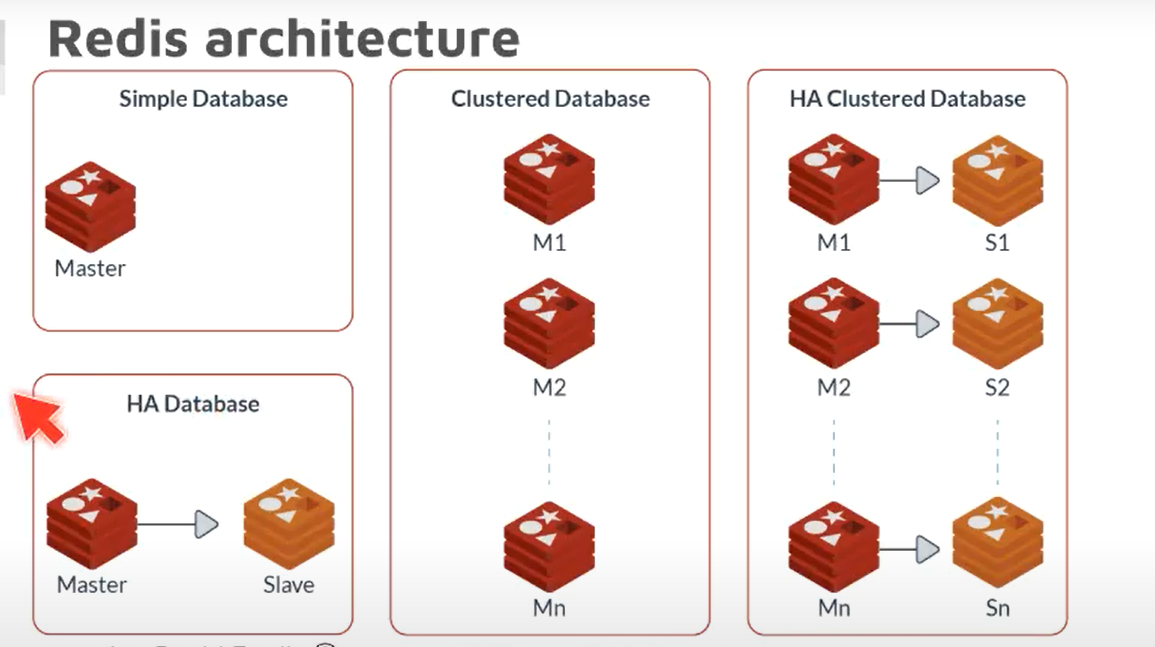 Redis architecture
Simple Database
Master
HA Database
Master
Slave
Clustered Database
M1
M2
Mn
HA Clustered Database
M1
S1
M2
S2
Mn
Sn